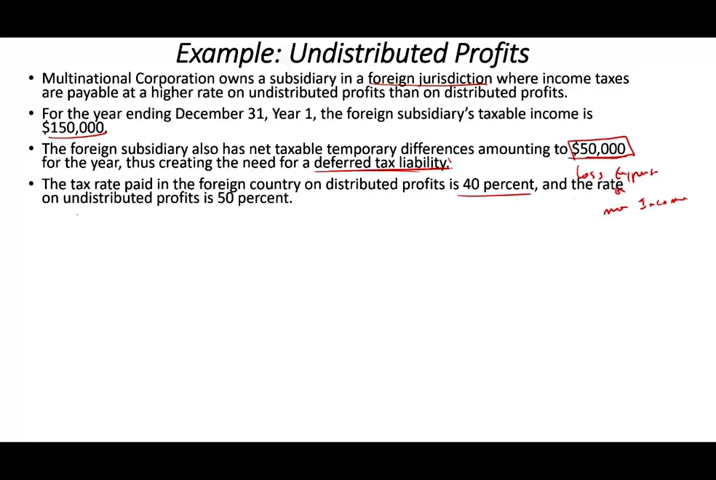 Example: Undistributed Profits
• Multinational Corporation owns a subsidiary in a foreign jurisdiction where income taxes
are payable at a higher rate on undistributed profits than on distributed profits.
• For the year ending December 31, Year 1, the foreign subsidiary's taxable income is
$150,000.
• The foreign subsidiary also has net taxable temporary differences amounting to $50,000
for the year, thus creating the need for a deferred tax liability.
Less
• The tax rate paid in the foreign country on distributed profits is 40 percent, and the rate
Income
on undistributed profits is 50 percent.